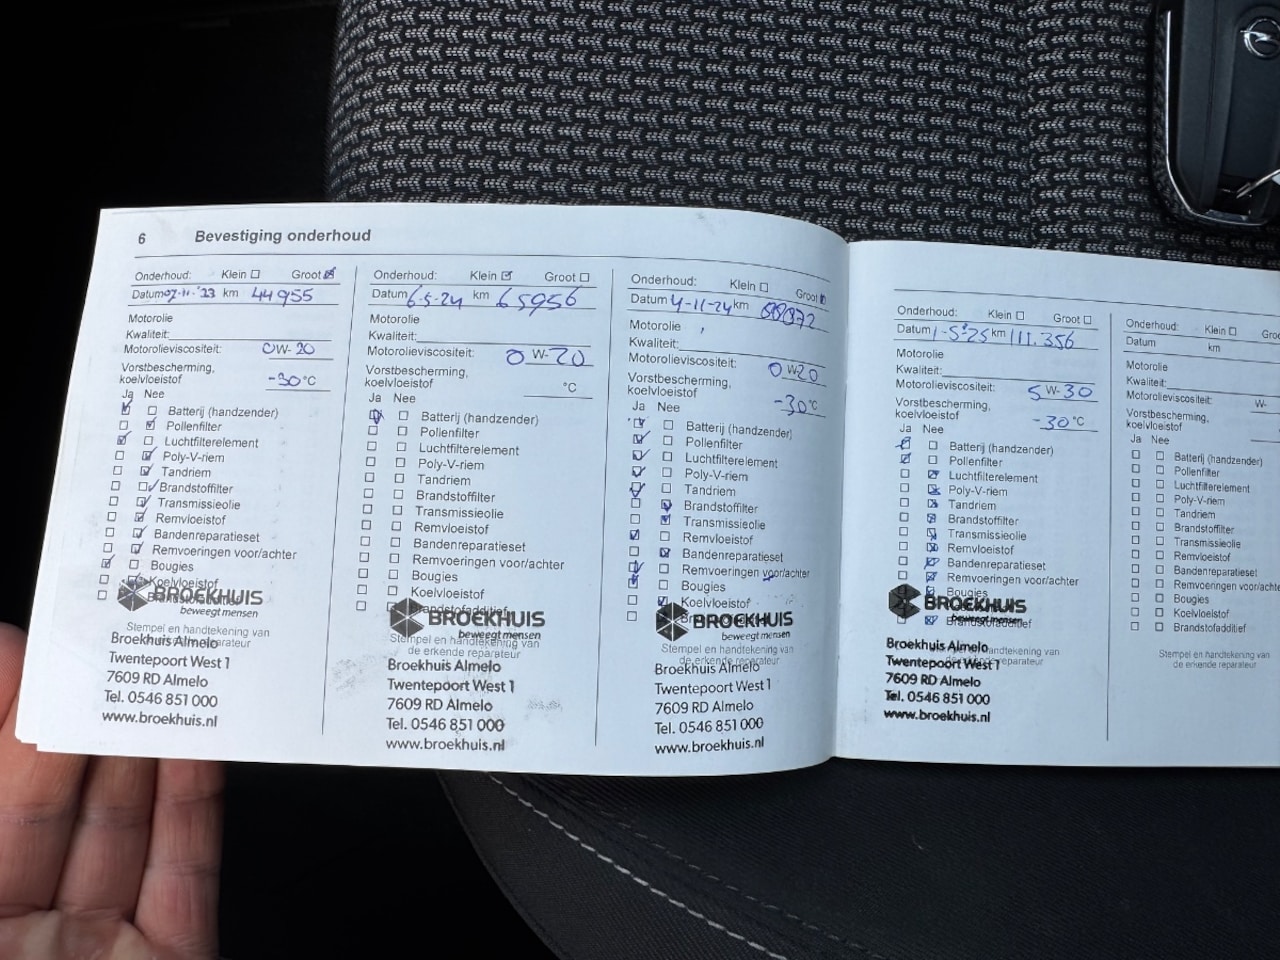 6 Bevestiging onderhoud
Onderhoud: Klein Groot
Datum 07-11-'23 km 44955
Motorolie
Kwaliteit:
Motorolieviscositeit: 0W-20
Vorstbescherming,
koelvloeistof -30°C
Ja Nee
Batterij (handzender)
Pollenfilter
Luchtfilterelement
Poly-V-riem
Tandriem
Brandstoffilter
Transmissieolie
Remvloeistof
Bandenreparatieset
Remvoeringen voor/achter
Bougies
Koelvloeistof
BROEKHUIS
beweegt mensen
Stempel en handtekening van
Broekhuis Almelo
Twentepoort West 1
7609 RD Almelo
Tel. 0546 851 000
www.broekhuis.nl
Onderhoud: Klein Groot
Datum 6-5-24 km 65956
Motorolie
Kwaliteit:
Motorolieviscositeit: 0 W-20
Vorstbescherming,
koelvloeistof °C
Ja Nee
Batterij (handzender)
Pollenfilter
Luchtfilterelement
Poly-V-riem
Tandriem
Brandstoffilter
Transmissieolie
Remvloeistof
Bandenreparatieset
Remvoeringen voor/achter
Bougies
Koelvloeistof
Brandstofadditief
BROEKHUIS
beweegt mensen
Stempel en handtekening van
de erkende reparateur
Broekhuis Almelo
Twentepoort West 1
7609 RD Almelo
Tel. 0546 851 000
www.broekhuis.nl
Onderhoud: Klein Groot
Datum 4-11-24 km
Motorolie
Kwaliteit:
Motorolieviscositeit: 0 W-20
Vorstbescherming,
koelvloeistof -30°C
Ja Nee
Batterij (handzender)
Pollenfilter
Luchtfilterelement
Poly-V-riem
Tandriem
Brandstoffilter
Transmissieolie
Remvloeistof
Bandenreparatieset
Remvoeringen voor/achter
Bougies
Koelvloeistof
BROEKHUIS
beweegt mensen
Stempel en handtekening van
de erkende reparateur
Broekhuis Almelo
Twentepoort West 1
7609 RD Almelo
Tel. 0546 851 000
www.broekhuis.nl
Onderhoud: Klein Groot
Datum 1-5-25 km 111.356
Motorolie
Kwaliteit:
Motorolieviscositeit: 5 W-30
Vorstbescherming,
koelvloeistof -30°C
Ja Nee
Batterij (handzender)
Pollenfilter
Luchtfilterelement
Poly-V-riem
Tandriem
Brandstoffilter
Transmissieolie
Remvloeistof
Bandenreparatieset
Remvoeringen voor/achter
Bougies
BROEKHUIS
Brandstofadditief
Stempel en handtekening van
de erkende reparateur
Broekhuis Almelo
Twentepoort West 1
7609 RD Almelo
Tel. 0546 851 000
www.broekhuis.nl
Onderhoud: Klein
Datum km
Motorolie
Kwaliteit:
Motorolieviscositeit: W-
Vorstbescherming,
koelvloeistof
Ja Nee
Batterij (handzender)
Pollenfilter
Luchtfilterelement
Poly-V-riem
Tandriem
Brandstoffilter
Transmissieolie
Remvloeistof
Bandenreparatieset
Remvoeringen voor/achter
Bougies
Koelvloeistof
Brandstofadditief
Stempel en handtekening van
de erkende reparateur